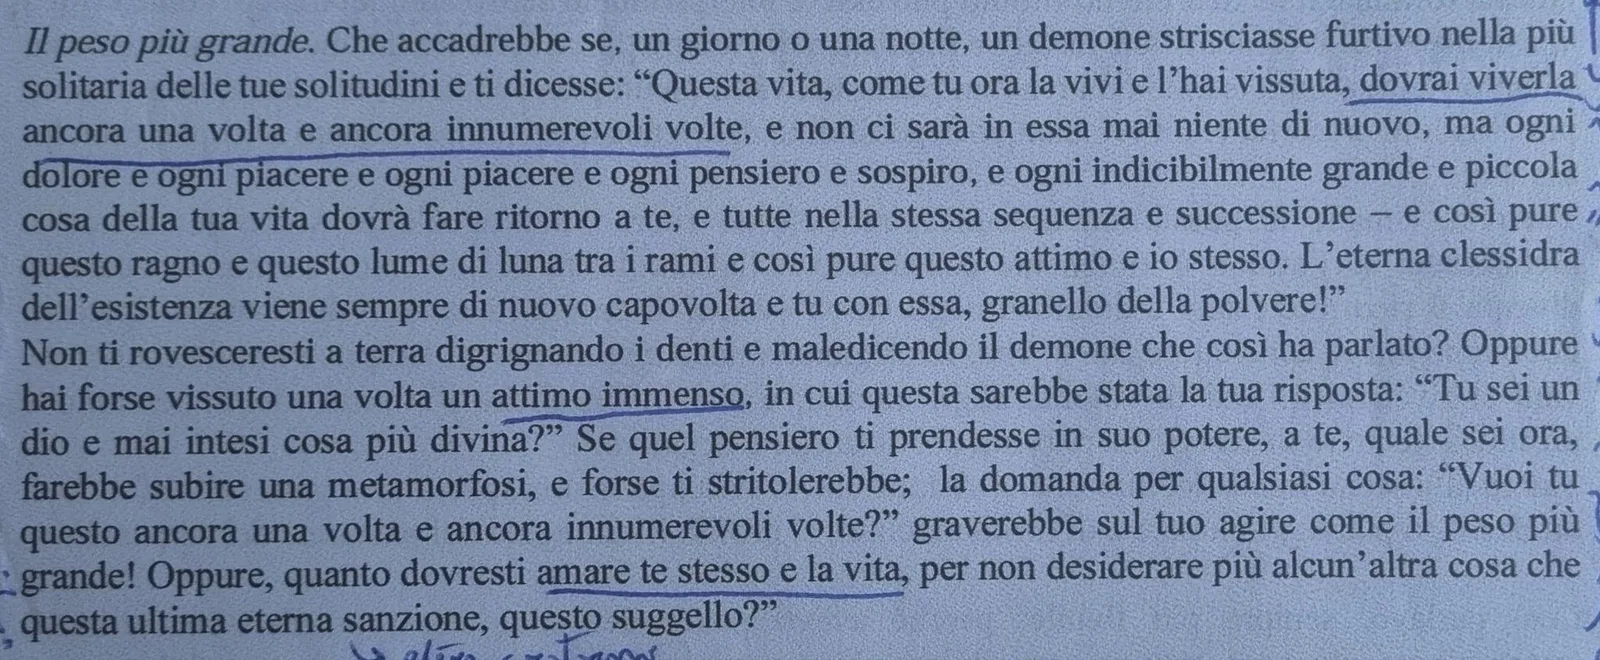 Il peso più grande. Che accadrebbe se, un giorno o una notte, un demone strisciasse furtivo nella più
solitaria delle tue solitudini e ti dicesse: “Questa vita, come tu ora la vivi e l’hai vissuta, dovrai viverla
ancora una volta e ancora innumerevoli volte, e non ci sarà in essa mai niente di nuovo, ma ogni
dolore e ogni piacere e ogni piacere e ogni pensiero e sospiro, e ogni indicibilmente grande e piccola
cosa della tua vita dovrà fare ritorno a te, e tutte nella stessa sequenza e successione – e così pure
questo ragno e questo lume di luna tra i rami e così pure questo attimo e io stesso. L’eterna clessidra
dell’esistenza viene sempre di nuovo capovolta e tu con essa, granello della polvere!”
Non ti rovesceresti a terra digrignando i denti e maledicendo il demone che così ha parlato? Oppure
hai forse vissuto una volta un attimo immenso, in cui questa sarebbe stata la tua risposta: “Tu sei un
dio e mai intesi cosa più divina?” Se quel pensiero ti prendesse in suo potere, a te, quale sei ora,
farebbe subire una metamorfosi, e forse ti stritolerebbe; la domanda per qualsiasi cosa: “Vuoi tu
questo ancora una volta e ancora innumerevoli volte?” graverebbe sul tuo agire come il peso più
grande! Oppure, quanto dovresti amare te stesso e la vita, per non desiderare più alcun’altra cosa che
questa ultima eterna sanzione, questo suggello?”